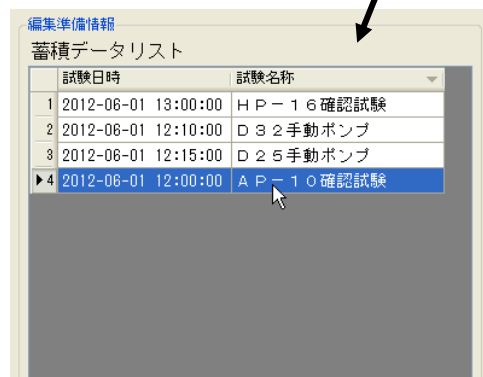 編集準備情報
蓄積データリスト
試験日時 試験名称
1 2012-06-01 13:00:00 ＨＰ－１６確認試験
2 2012-06-01 12:10:00 Ｄ３２手動ポンプ
3 2012-06-01 12:15:00 Ｄ２５手動ポンプ
4 2012-06-01 12:00:00 ＡＰ－１０確認試験